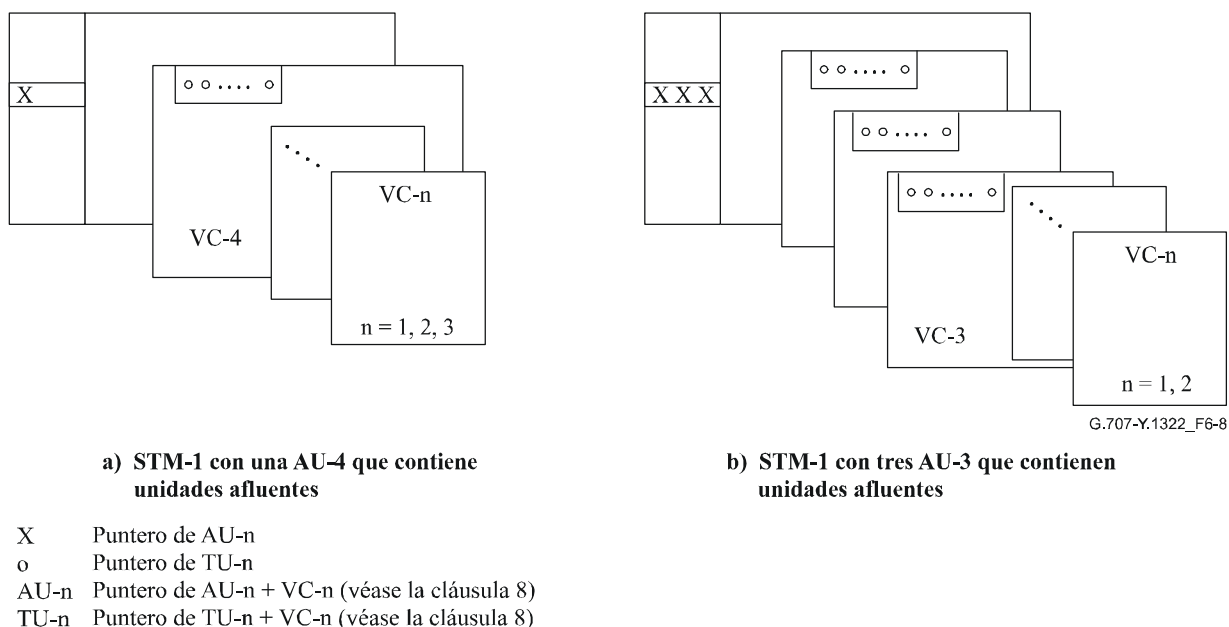 X
o o .... o
VC-n
VC-4
n = 1, 2, 3
X X X
o o .... o
o o .... o
o o .... o
VC-n
VC-3
n = 1, 2
G.707-Y.1322_F6-8
a) STM-1 con una AU-4 que contiene
unidades afluentes
b) STM-1 con tres AU-3 que contienen
unidades afluentes
X Puntero de AU-n
o Puntero de TU-n
AU-n Puntero de AU-n + VC-n (véase la cláusula 8)
TU-n Puntero de TU-n + VC-n (véase la cláusula 8)